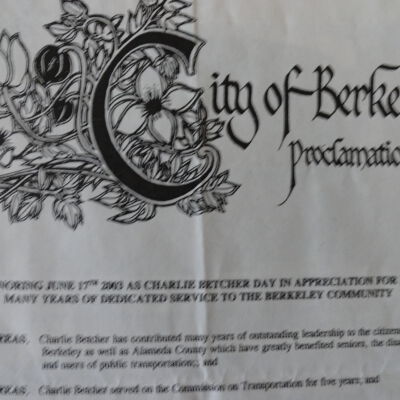 City of Berke
Proclamatio
NORING JUNE 17TH 2003 AS CHARLIE BETCHER DAY IN APPRECIATION FOR
MANY YEARS OF DEDICATED SERVICE TO THE BERKELEY COMMUNITY
REAS, Charlie Betcher has contributed many years of outstanding leadership to the citizen
Berkeley as well as Alameda County which have greatly benefited seniors, the disa
and users of public transportation; and
REAS, Charlie Betcher served on the Commission on Transportation for five years; and